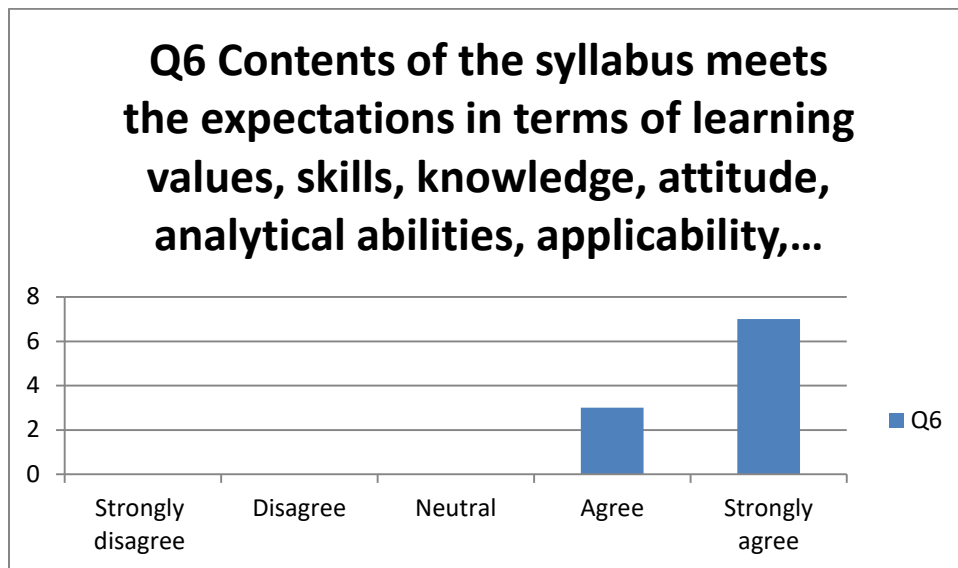 Q6 Contents of the syllabus meets
the expectations in terms of learning
values, skills, knowledge, attitude,
analytical abilities, applicability,...
8
6
4
2
0
Strongly
disagree
Disagree
Neutral
Agree
Strongly
agree
Q6